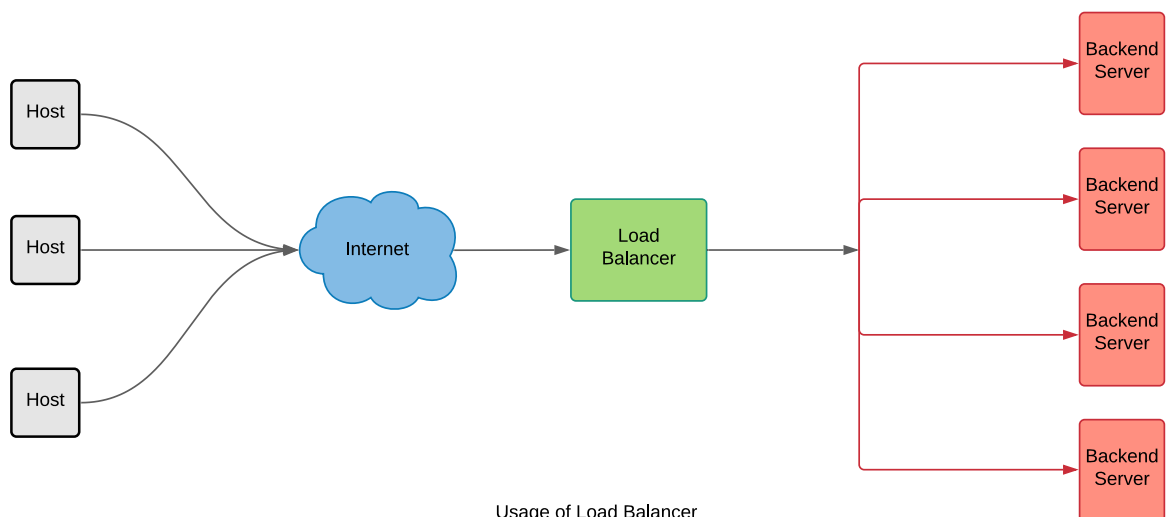 Host
Host
Host
Internet
Load
Balancer
Backend
Server
Backend
Server
Backend
Server
Backend
Server
Usage of Load Balancer